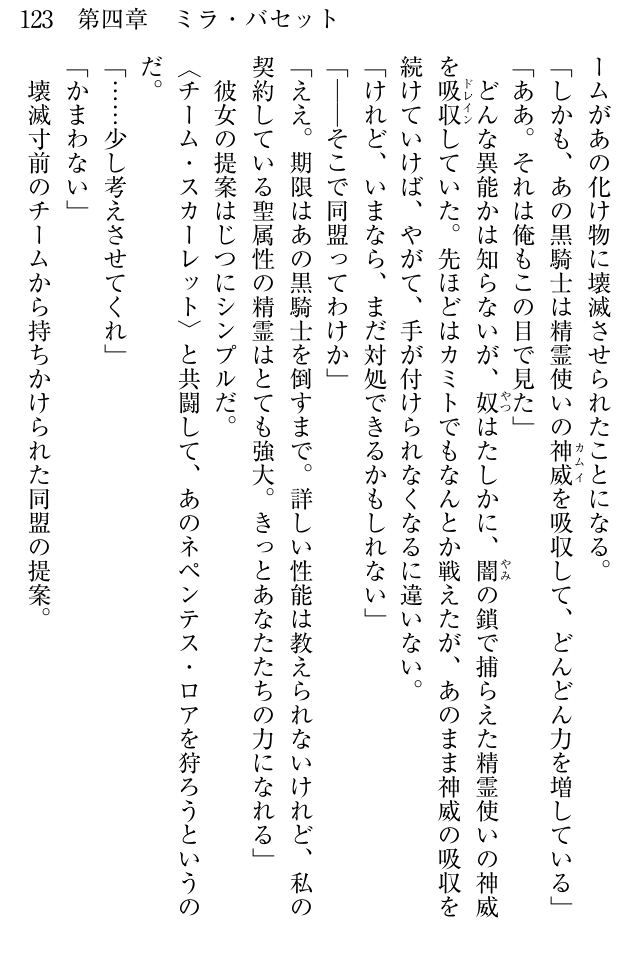 123　第四章　ミラ・バセット
ームがあの化け物に壊滅させられたことになる。
「しかも、あの黒騎士は精霊使いの神威を吸収して、どんどん力を増している」
「ああ。それは俺もこの目で見た」
どんな異能かは知らないが、奴はたしかに、闇の鎖で捕らえた精霊使いの神威
を吸収していた。先ほどはカミトでもなんとか戦えたが、あのまま神威の吸収を
続けていけば、やがて、手が付けられなくなるに違いない。
「けれど、いまなら、まだ対処できるかもしれない」
「――そこで同盟ってわけか」
「ええ。期限はあの黒騎士を倒すまで。詳しい性能は教えられないけれど、私の
契約している聖属性の精霊はとても強大。きっとあなたたちの力になれる」
彼女の提案はじつにシンプルだ。
〈チーム・スカーレット〉と共闘して、あのネペンテス・ロアを狩ろうというの
だ。
「……少し考えさせてくれ」
「かまわない」
壊滅寸前のチームから持ちかけられた同盟の提案。